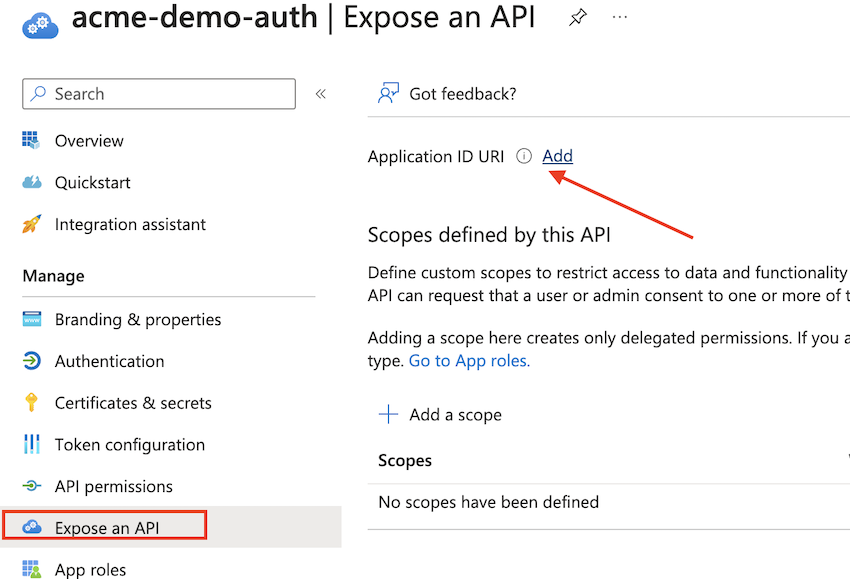 acme-demo-auth | Expose an API
Search
Got feedback?
Overview
Quickstart
Integration assistant
Manage
Branding & properties
Authentication
Certificates & secrets
Token configuration
API permissions
Expose an API
App roles
Application ID URI Add
Scopes defined by this API
Define custom scopes to restrict access to data and functionality
API can request that a user or admin consent to one or more of
Adding a scope here creates only delegated permissions. If you
type. Go to App roles.
Add a scope
Scopes
No scopes have been defined